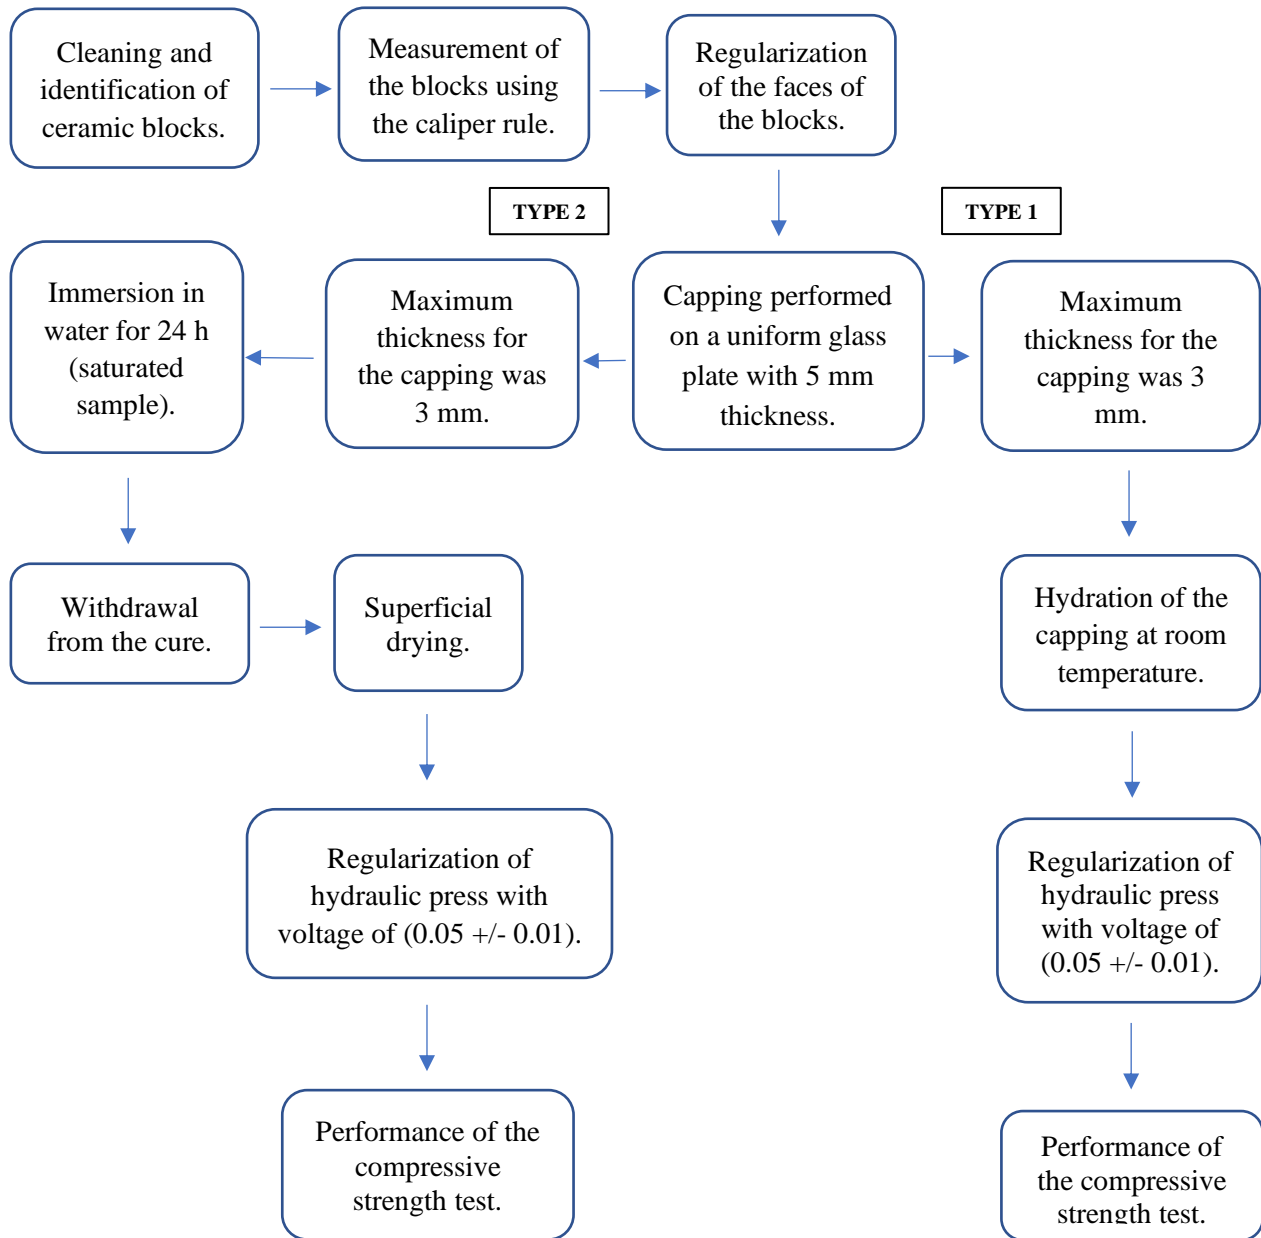 Cleaning and
identification of
ceramic blocks.
Measurement of
the blocks using
the caliper rule.
Regularization
of the faces of
the blocks.
TYPE 2
TYPE 1
Immersion in
water for 24 h
(saturated
sample).
Maximum
thickness for
the capping was
3 mm.
Capping performed
on a uniform glass
plate with 5 mm
thickness.
Maximum
thickness for the
capping was 3
mm.
Withdrawal
from the cure.
Superficial
drying.
Hydration of the
capping at room
temperature.
Regularization of
hydraulic press with
voltage of (0.05 +/- 0.01).
Regularization of
hydraulic press
with voltage of
(0.05 +/- 0.01).
Performance of the
compressive
strength test.
Performance of
the compressive
strength test.